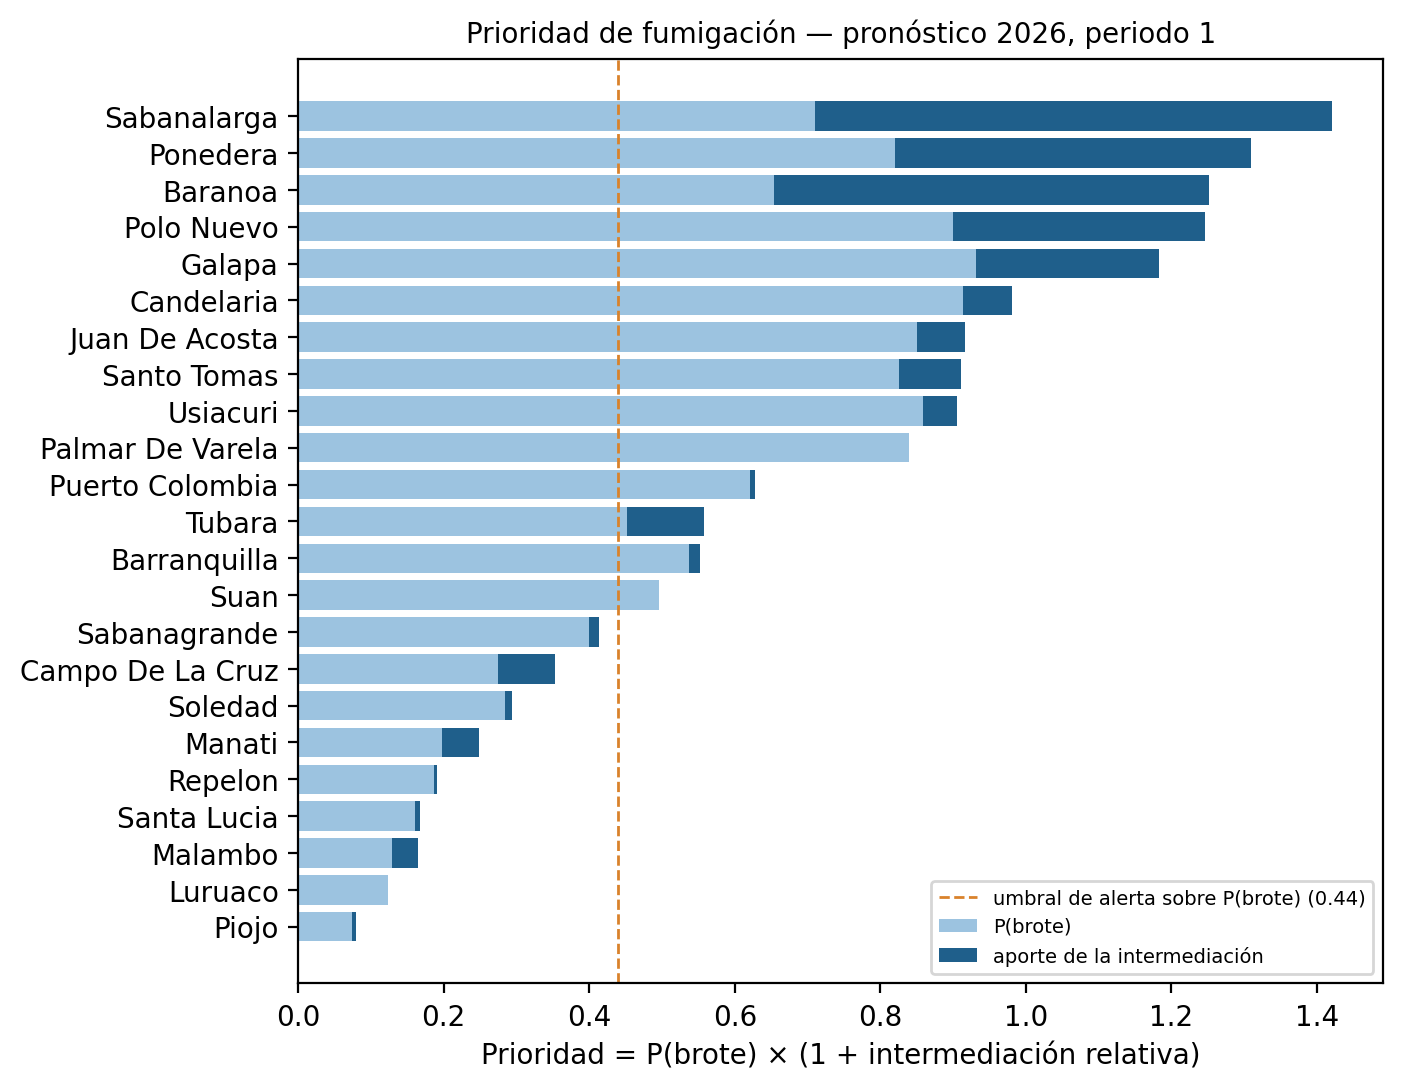 Prioridad de fumigación — pronóstico 2026, periodo 1
Sabanalarga
Ponedera
Baranoa
Polo Nuevo
Galapa
Candelaria
Juan De Acosta
Santo Tomas
Usiacuri
Palmar De Varela
Puerto Colombia
Tubara
Barranquilla
Suan
Sabanagrande
Campo De La Cruz
Soledad
Manati
Repelon
Santa Lucia
Malambo
Luruaco
Piojo
umbral de alerta sobre P(brote) (0.44)
P(brote)
aporte de la intermediación
0.0 0.2 0.4 0.6 0.8 1.0 1.2 1.4
Prioridad = P(brote) × (1 + intermediación relativa)